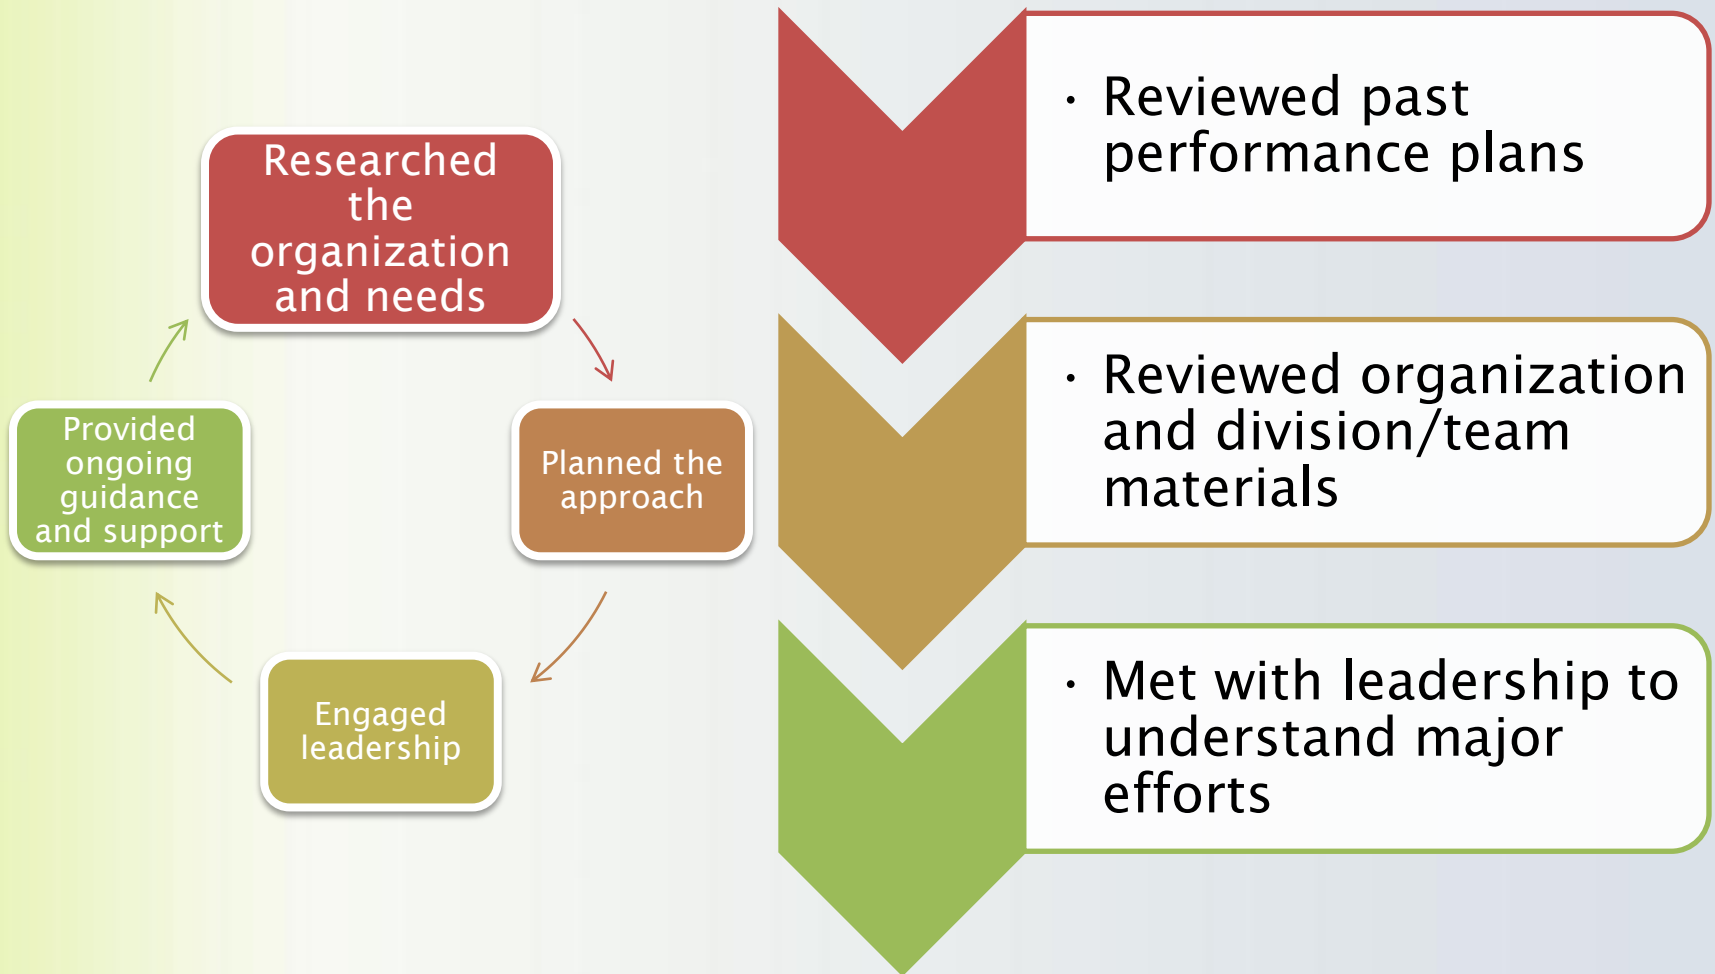 Researched
the
organization
and needs
Planned the
approach
Engaged
leadership
Provided
ongoing
guidance
and support
· Reviewed past
performance plans
· Reviewed organization
and division/team
materials
· Met with leadership to
understand major
efforts